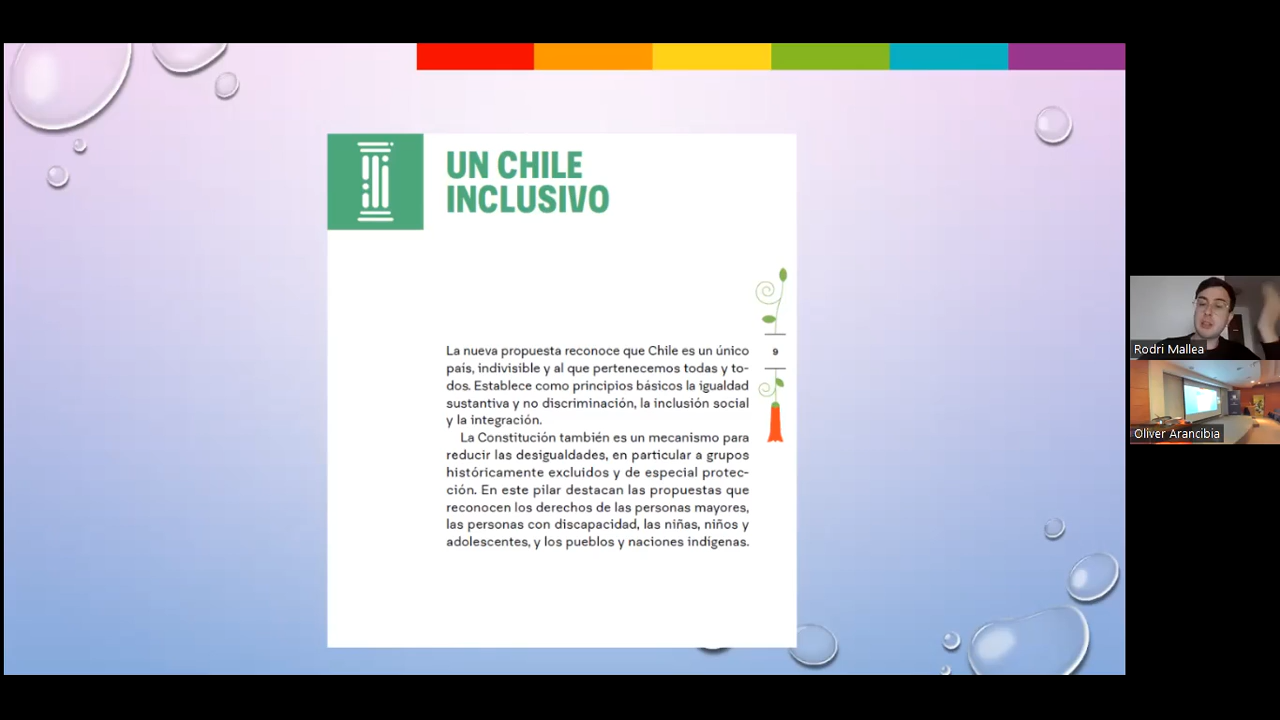 UN CHILE
INCLUSIVO
La nueva propuesta reconoce que Chile es un único
país, indivisible y al que pertenecemos todas y to-
dos. Establece como principios básicos la igualdad
sustantiva y no discriminación, la inclusión social
y la integración.
La Constitución también es un mecanismo para
reducir las desigualdades, en particular a grupos
históricamente excluidos y de especial protec-
ción. En este pilar destacan las propuestas que
reconocen los derechos de las personas mayores,
las personas con discapacidad, las niñas, niños y
adolescentes, y los pueblos y naciones indígenas.
9
Rodri Mallea
Oliver Arancibia